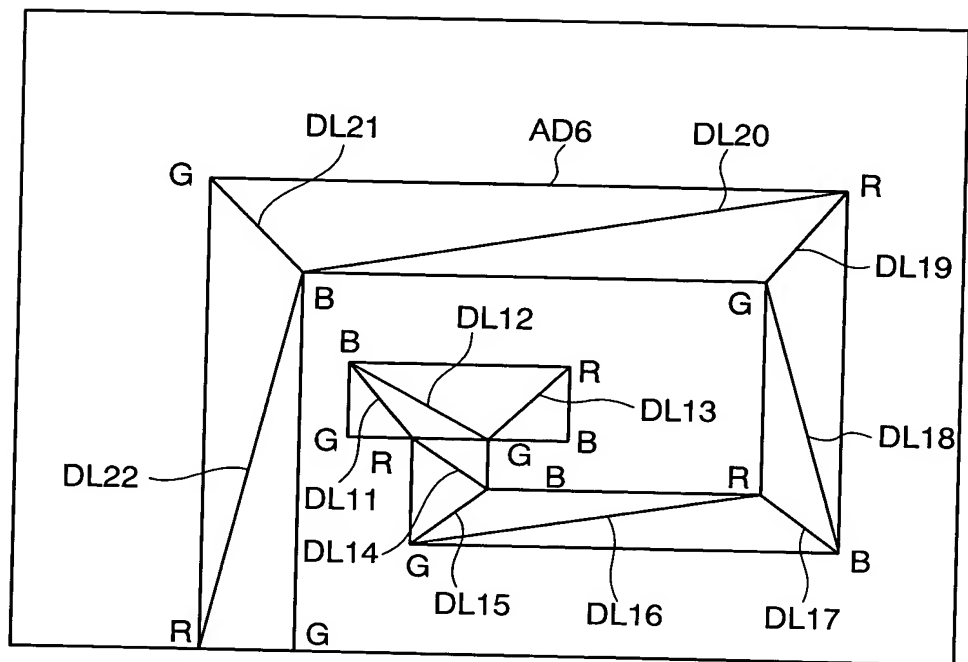 DL21 AD6 DL20
G R
DL19
B G
B DL12
R
DL13
G R G B
DL18
DL22 DL11 B R
DL14
G B
DL15 DL16 DL17
R G